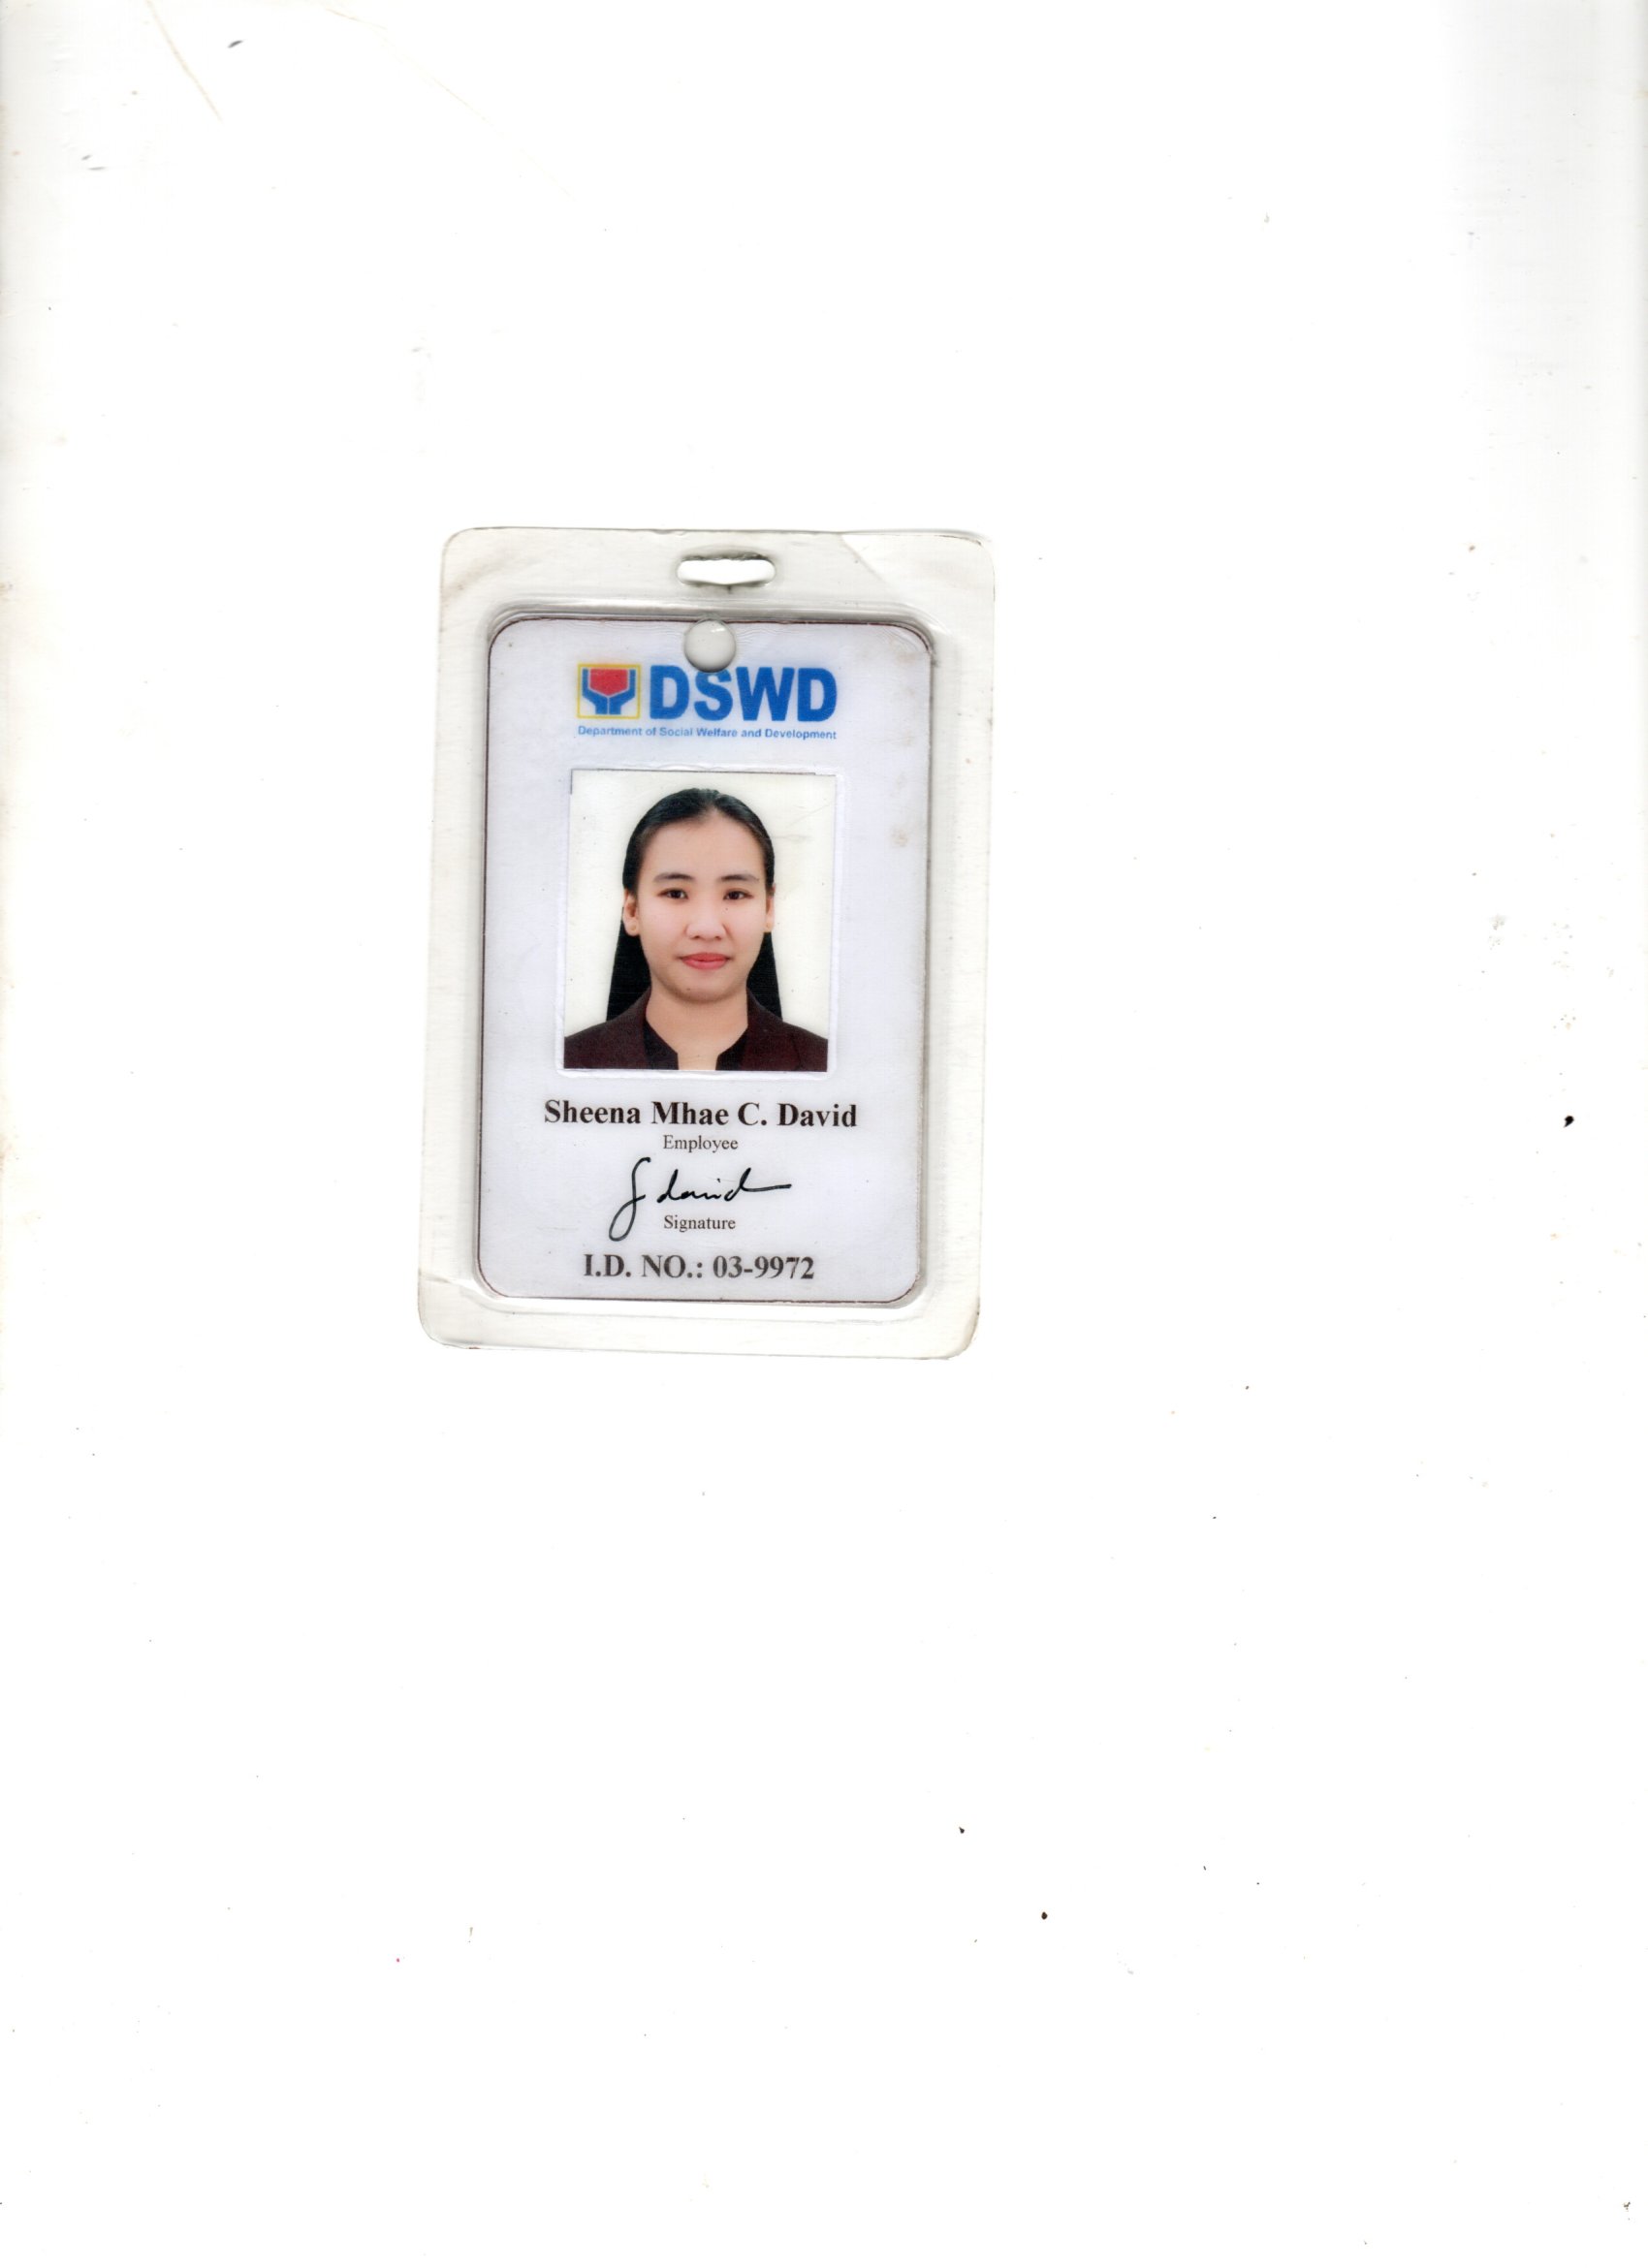 DSWD
Department of Social Welfare and Development
Sheena Mhae C. David
Employee
S david
Signature
I.D. NO.: 03-9972